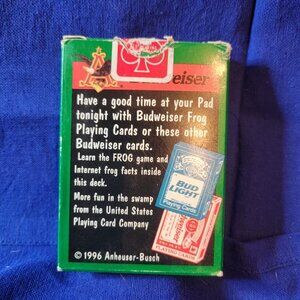 eiser
Have a good time at your Pad
tonight with Budweiser Frog
Playing Cards or these other
Budweiser cards.
Learn the FROG game and
Internet frog facts inside
this deck.
More fun in the swamp
from the United States
Playing Card Company
BUD
LIGHT
Playing Cards
PLAYING CARDS
© 1996 Anheuser-Busch